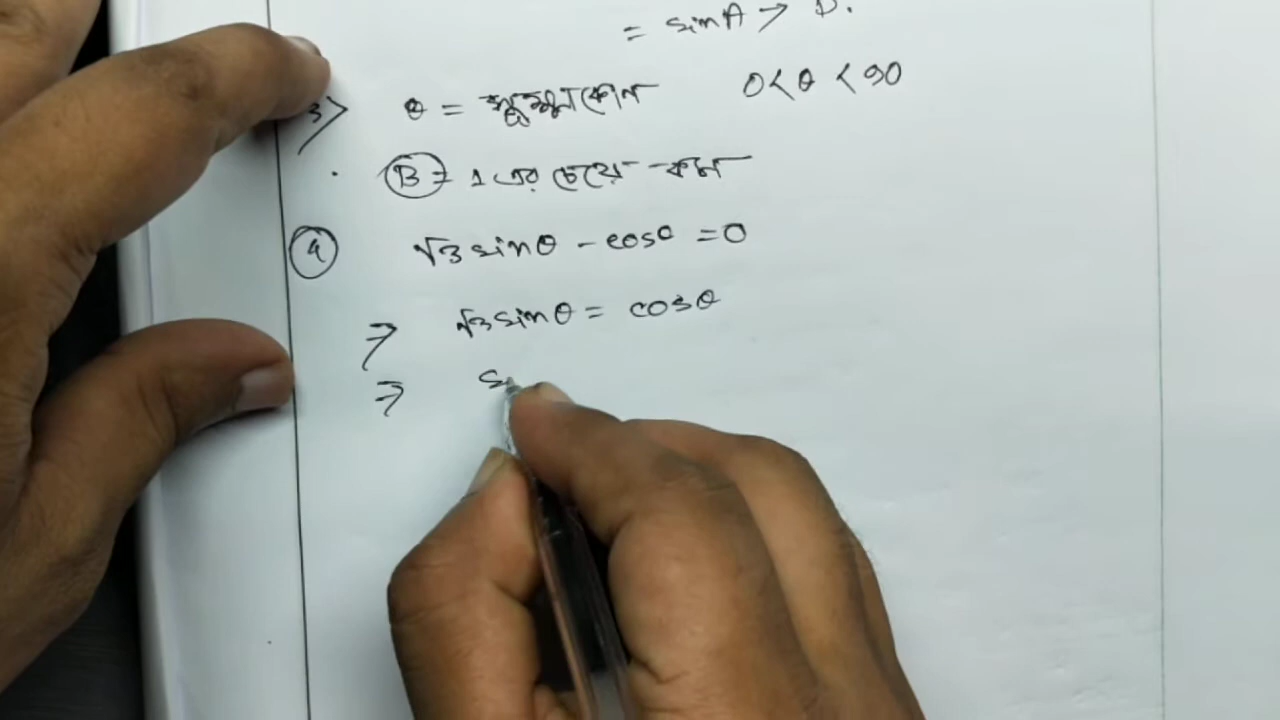 = sinA → D.
3> θ = সূক্ষ্মকোণ 0<θ<90
B = 1 এর চেয়ে কম
4 √3 sinθ - cosθ = 0
⇒ √3 sinθ = cosθ
⇒ s